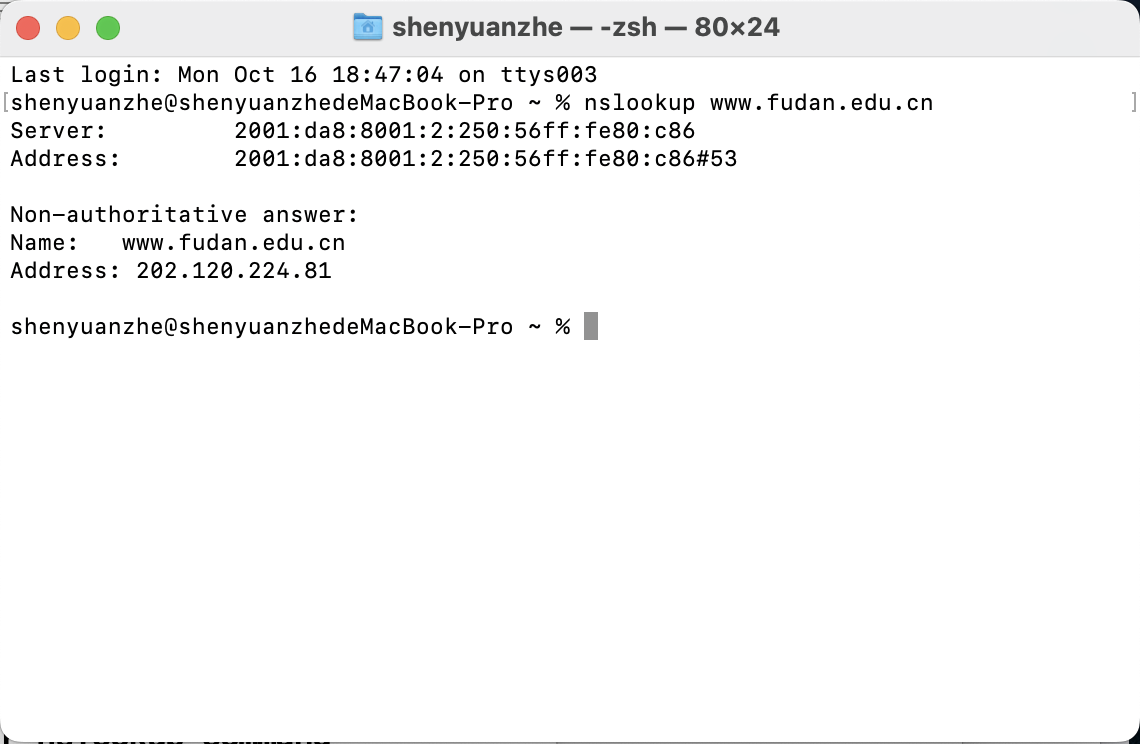 shenyuanzhe — -zsh — 80×24
Last login: Mon Oct 16 18:47:04 on ttys003
[shenyuanzhe@shenyuanzhedeMacBook-Pro ~ % nslookup www.fudan.edu.cn ]
Server:         2001:da8:8001:2:250:56ff:fe80:c86
Address:        2001:da8:8001:2:250:56ff:fe80:c86#53

Non-authoritative answer:
Name:   www.fudan.edu.cn
Address: 202.120.224.81

shenyuanzhe@shenyuanzhedeMacBook-Pro ~ %